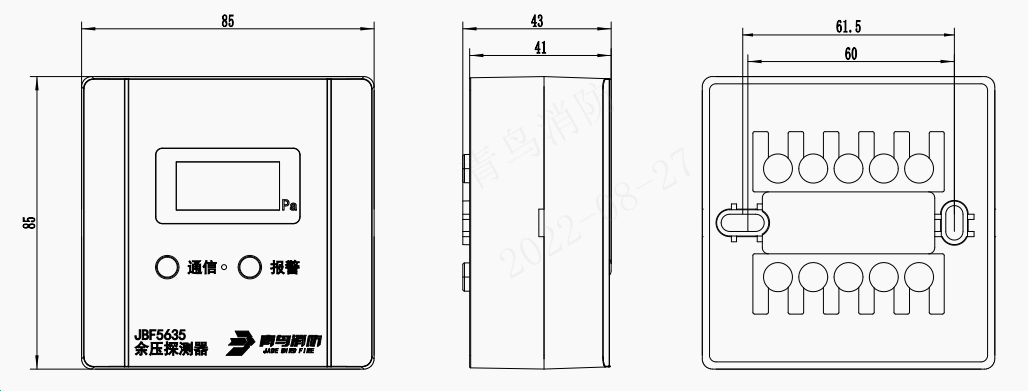 85
85
Pa
通信
报警
JBF5635
余压探测器
青鸟消防
JADE BIRD FIRE
43
41
青鸟消防
2022-08-27
61.5
60